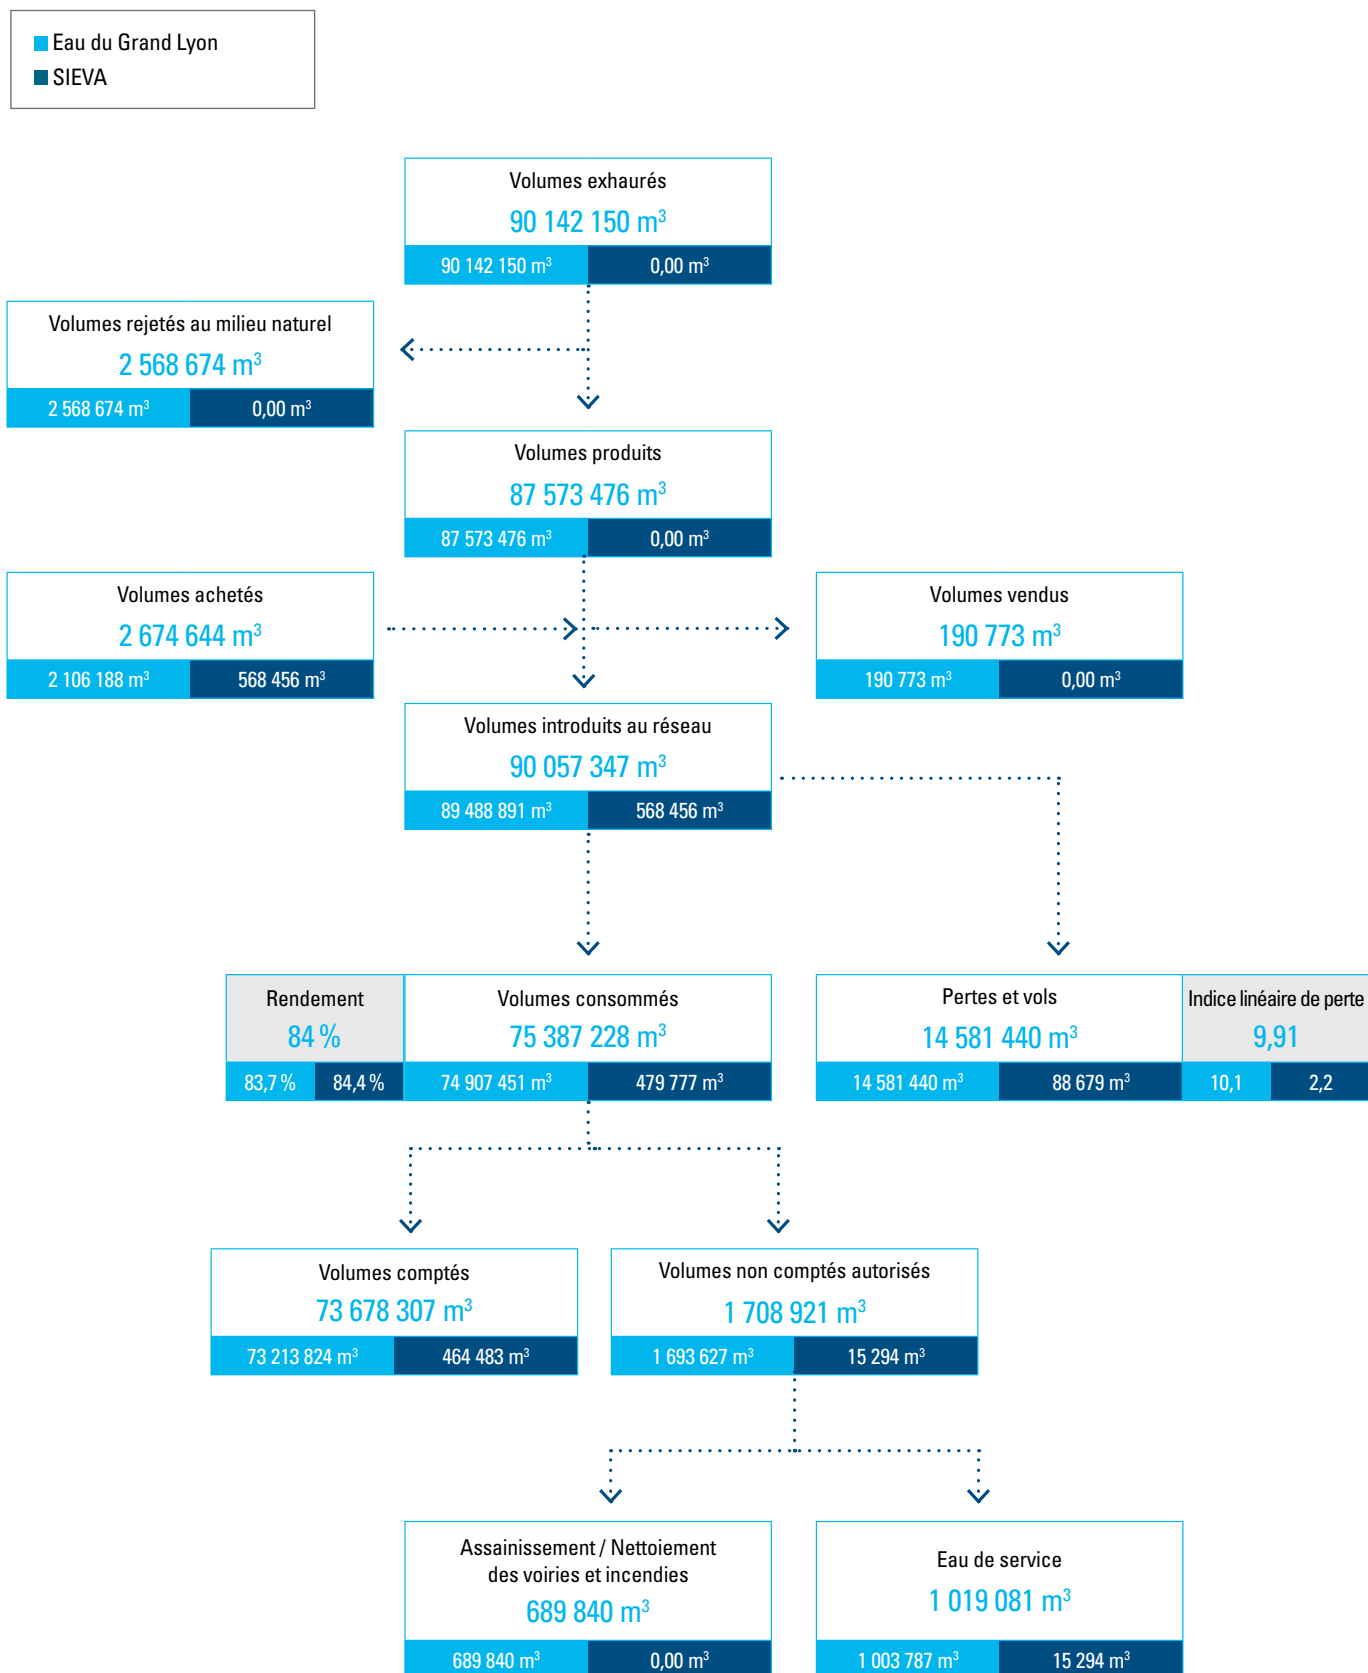 Eau du Grand Lyon
SIEVA
Volumes exhaurés
90 142 150 m³
90 142 150 m³ 0,00 m³
Volumes rejetés au milieu naturel
2 568 674 m³
2 568 674 m³ 0,00 m³
Volumes produits
87 573 476 m³
87 573 476 m³ 0,00 m³
Volumes achetés
2 674 644 m³
2 106 188 m³ 568 456 m³
Volumes vendus
190 773 m³
190 773 m³ 0,00 m³
Volumes introduits au réseau
90 057 347 m³
89 488 891 m³ 568 456 m³
Rendement
84 %
83,7 % 84,4 %
Volumes consommés
75 387 228 m³
74 907 451 m³ 479 777 m³
Pertes et vols
14 581 440 m³
14 581 440 m³ 88 679 m³
Indice linéaire de perte
9,91
10,1 2,2
Volumes comptés
73 678 307 m³
73 213 824 m³ 464 483 m³
Volumes non comptés autorisés
1 708 921 m³
1 693 627 m³ 15 294 m³
Assainissement / Nettoiement
des voiries et incendies
689 840 m³
689 840 m³ 0,00 m³
Eau de service
1 019 081 m³
1 003 787 m³ 15 294 m³